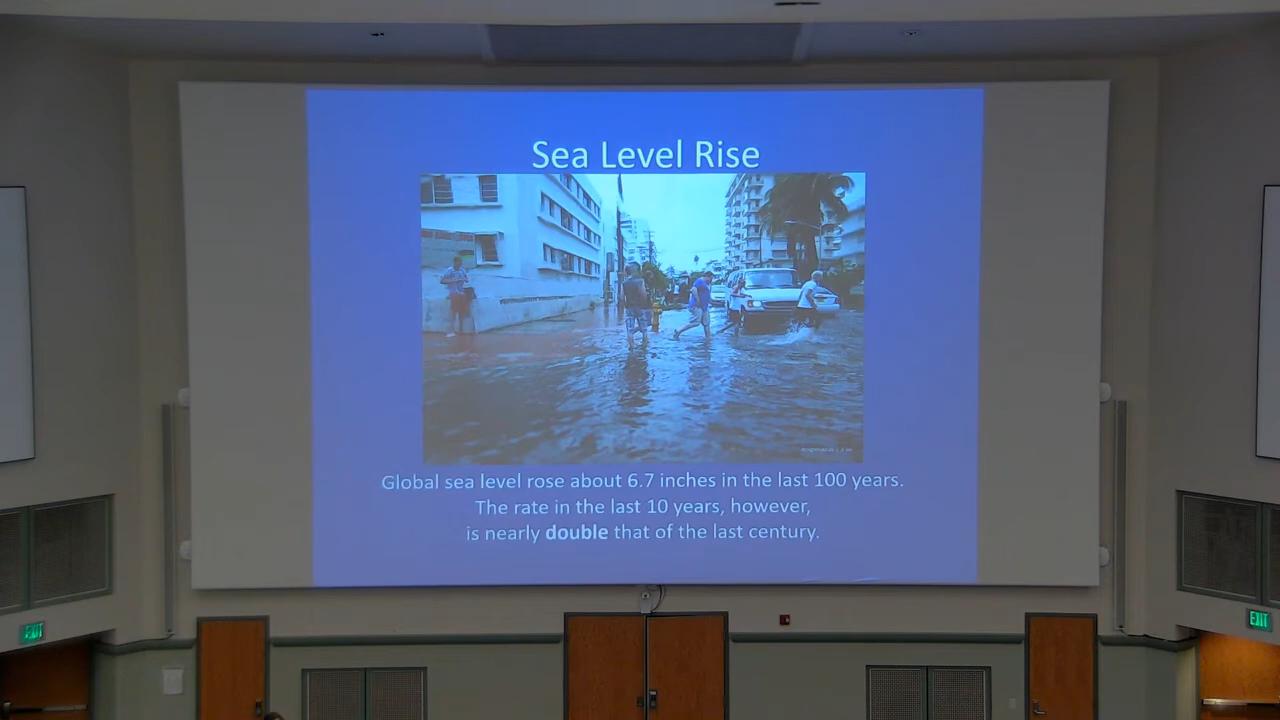 Sea Level Rise
Global sea level rose about 6.7 inches in the last 100 years.
The rate in the last 10 years, however,
is nearly double that of the last century.
EXIT
EXIT